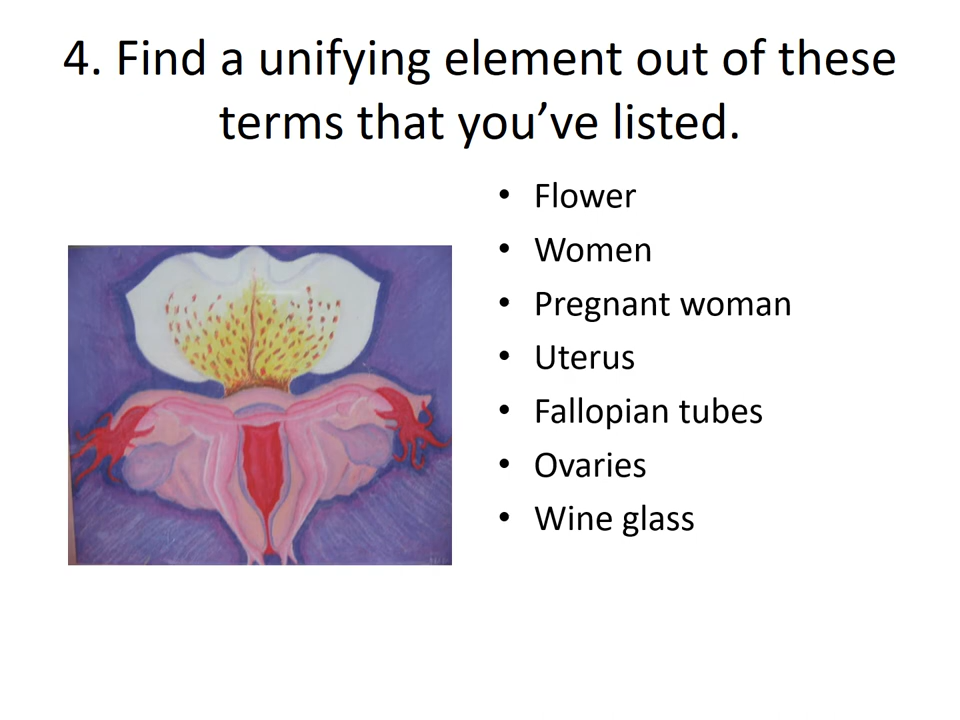 4. Find a unifying element out of these
terms that you’ve listed.
• Flower
• Women
• Pregnant woman
• Uterus
• Fallopian tubes
• Ovaries
• Wine glass